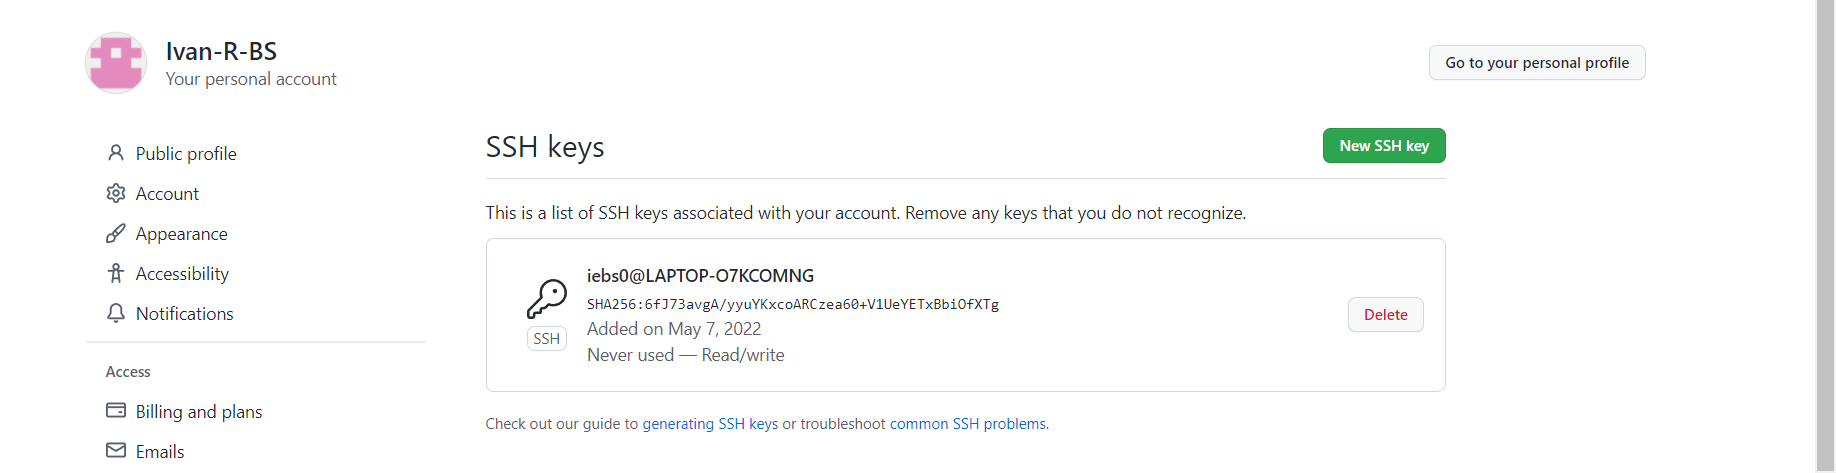 Ivan-R-BS
Your personal account
Go to your personal profile
Public profile
Account
Appearance
Accessibility
Notifications
Access
Billing and plans
Emails
SSH keys
New SSH key
This is a list of SSH keys associated with your account. Remove any keys that you do not recognize.
iebs0@LAPTOP-O7KCOMNG
SHA256:6fJ73avgA/yyuYKxcoARCzea60+V1UeYETxBbiOfXTg
Added on May 7, 2022
Never used — Read/write
SSH
Delete
Check out our guide to generating SSH keys or troubleshoot common SSH problems.